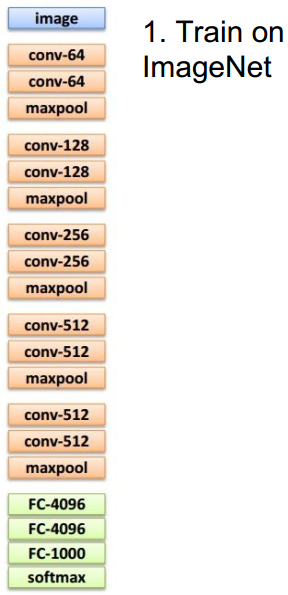 image
conv-64
conv-64
maxpool
conv-128
conv-128
maxpool
conv-256
conv-256
maxpool
conv-512
conv-512
maxpool
conv-512
conv-512
maxpool
FC-4096
FC-4096
FC-1000
softmax
1. Train on
ImageNet